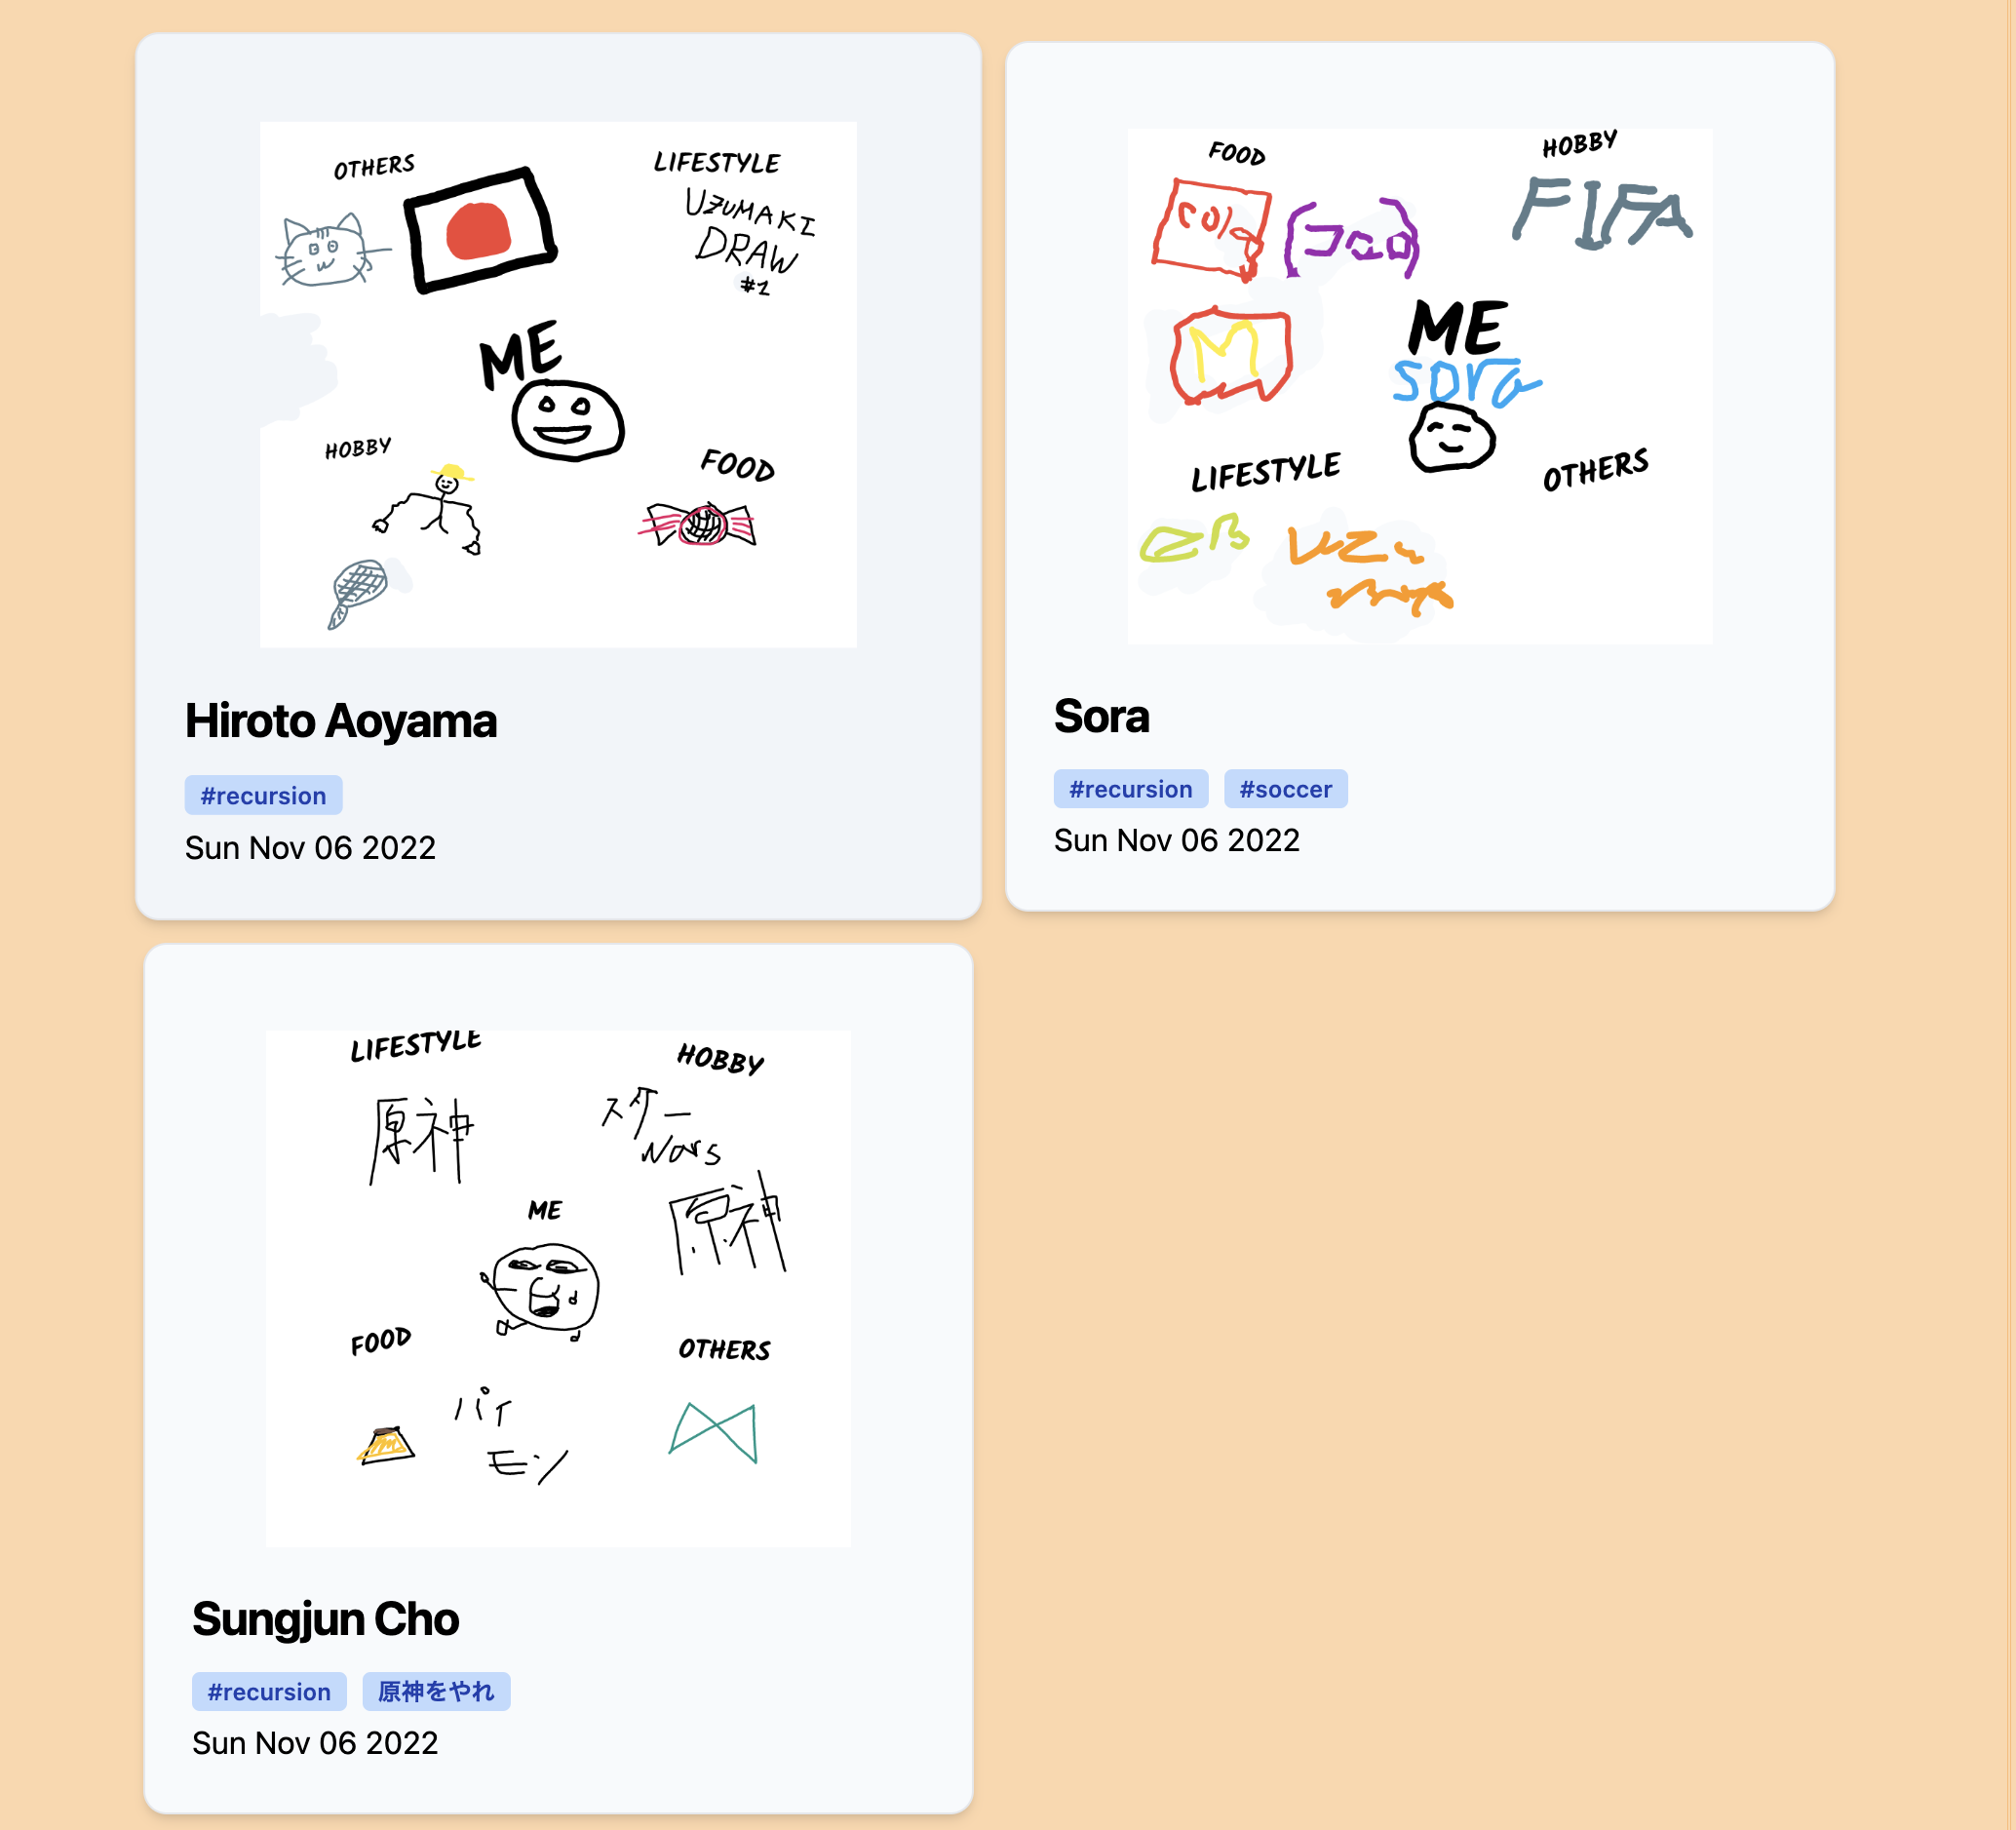 OTHERS
LIFESTYLE
UZUMAKI
DRAW
#1
ME
HOBBY
FOOD
Hiroto Aoyama
#recursion
Sun Nov 06 2022
FOOD
HOBBY
FIFA
M
ME
sora
LIFESTYLE
OTHERS
Sora
#recursion #soccer
Sun Nov 06 2022
LIFESTYLE
HOBBY
原神
スター
Wars
原神
ME
FOOD
OTHERS
パイ
モン
Sungjun Cho
#recursion 原神をやれ
Sun Nov 06 2022